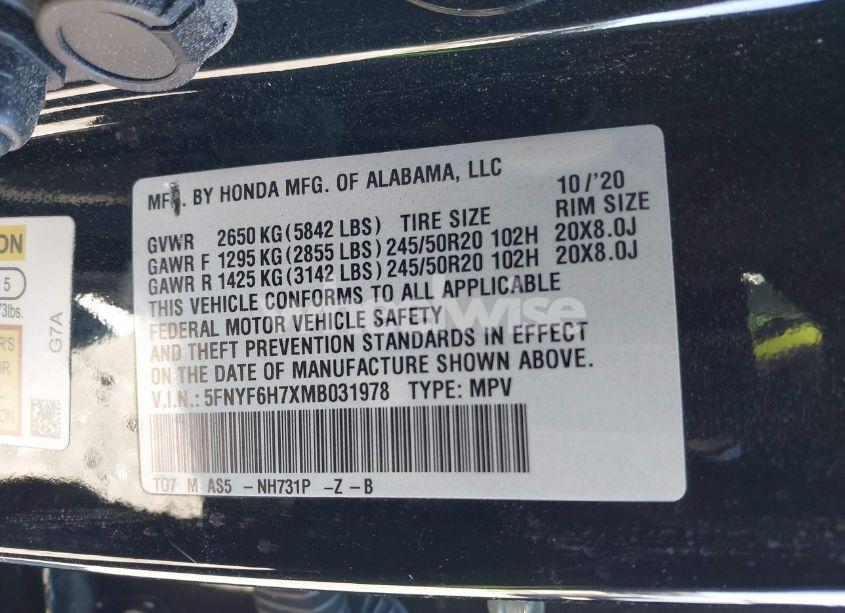 MFG. BY HONDA MFG. OF ALABAMA, LLC 10/'20
GVWR 2650 KG (5842 LBS) TIRE SIZE RIM SIZE
GAWR F 1295 KG (2855 LBS) 245/50R20 102H 20X8.0J
GAWR R 1425 KG (3142 LBS) 245/50R20 102H 20X8.0J
THIS VEHICLE CONFORMS TO ALL APPLICABLE
FEDERAL MOTOR VEHICLE SAFETY
AND THEFT PREVENTION STANDARDS IN EFFECT
ON THE DATE OF MANUFACTURE SHOWN ABOVE.
V.I.N.: 5FNYF6H7XMB031978 TYPE: MPV
TG7 M AS5 -NH731P -Z -B
5
G7A